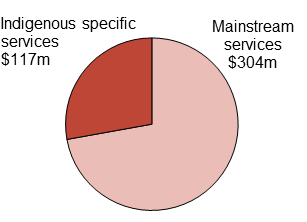 Indigenous specific
services
$117m
Mainstream
services
$304m